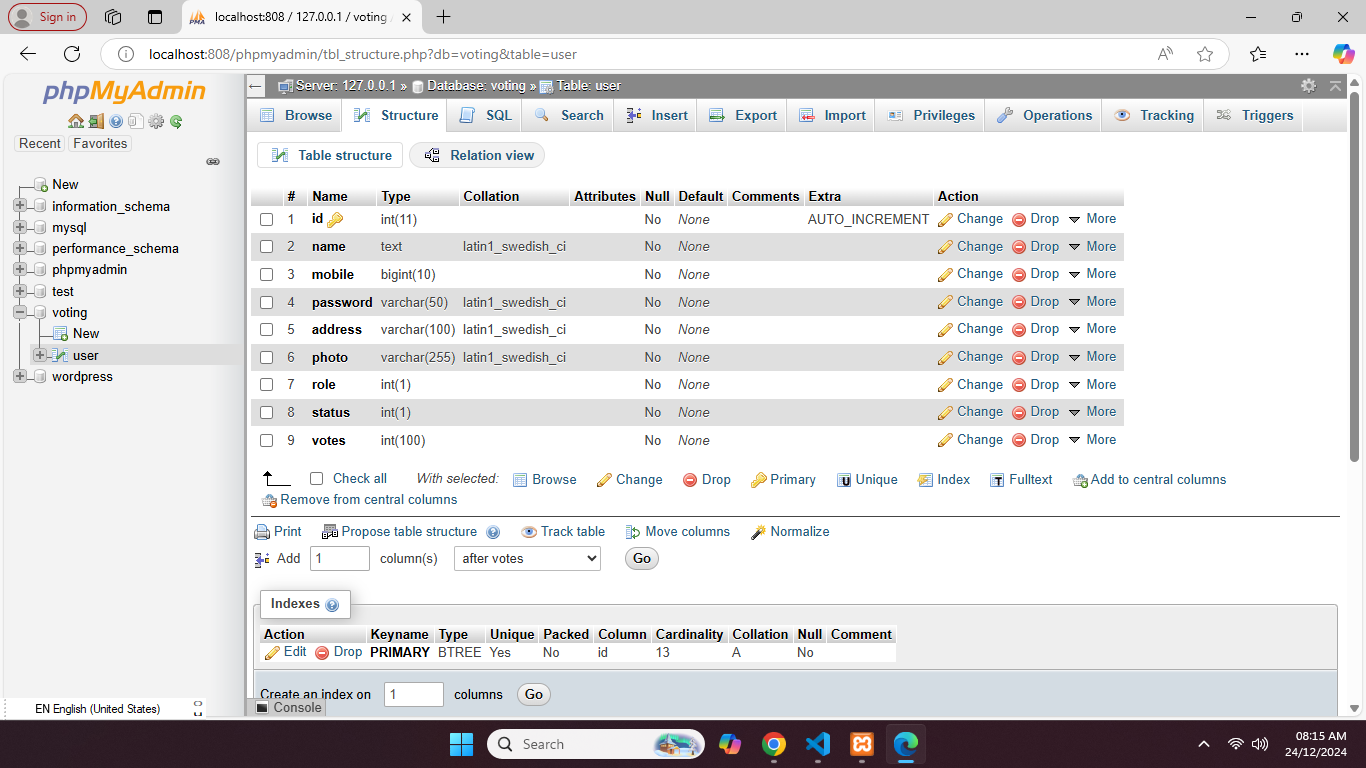 Sign in
localhost:808 / 127.0.0.1 / voting /
localhost:808/phpmyadmin/tbl_structure.php?db=voting&table=user
phpMyAdmin
Recent Favorites
New
information_schema
mysql
performance_schema
phpmyadmin
test
voting
New
user
wordpress
EN English (United States)
Server: 127.0.0.1 » Database: voting » Table: user
Browse Structure SQL Search Insert Export Import Privileges Operations Tracking Triggers
Table structure Relation view
# Name Type Collation Attributes Null Default Comments Extra Action
1 id int(11) No None AUTO_INCREMENT Change Drop More
2 name text latin1_swedish_ci No None Change Drop More
3 mobile bigint(10) No None Change Drop More
4 password varchar(50) latin1_swedish_ci No None Change Drop More
5 address varchar(100) latin1_swedish_ci No None Change Drop More
6 photo varchar(255) latin1_swedish_ci No None Change Drop More
7 role int(1) No None Change Drop More
8 status int(1) No None Change Drop More
9 votes int(100) No None Change Drop More
Check all With selected: Browse Change Drop Primary Unique Index Fulltext Add to central columns
Remove from central columns
Print Propose table structure Track table Move columns Normalize
Add 1 column(s) after votes Go
Indexes
Action Keyname Type Unique Packed Column Cardinality Collation Null Comment
Edit Drop PRIMARY BTREE Yes No id 13 A No
Create an index on 1 columns Go
Console
Search
08:15 AM
24/12/2024